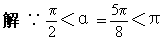 解 ∵ π/2 < α = 5π/8 < π